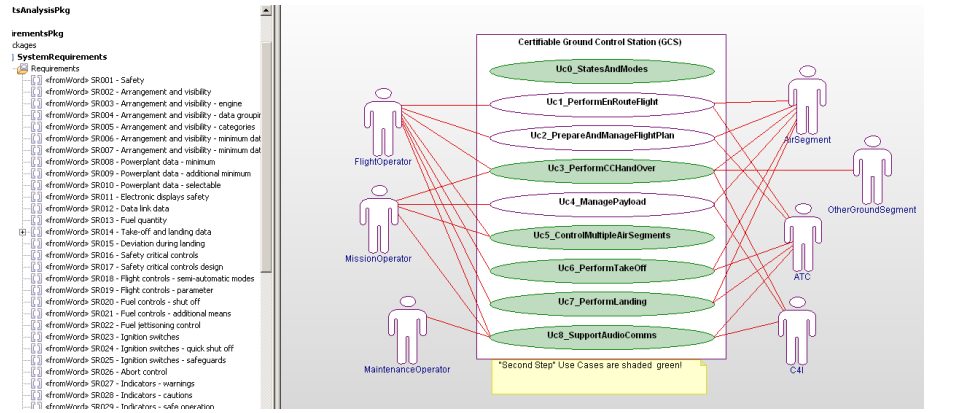 tsAnalysisPkg
irementsPkg
ckages
SystemRequirements
Requirements
«fromWord» SR001 - Safety
«fromWord» SR002 - Arrangement and visibility
«fromWord» SR003 - Arrangement and visibility - engine
«fromWord» SR004 - Arrangement and visibility - data groupin
«fromWord» SR005 - Arrangement and visibility - categories
«fromWord» SR006 - Arrangement and visibility - minimum dat
«fromWord» SR007 - Arrangement and visibility - minimum dat
«fromWord» SR008 - Powerplant data - minimum
«fromWord» SR009 - Powerplant data - additional minimum
«fromWord» SR010 - Powerplant data - selectable
«fromWord» SR011 - Electronic displays safety
«fromWord» SR012 - Data link data
«fromWord» SR013 - Fuel quantity
«fromWord» SR014 - Take-off and landing data
«fromWord» SR015 - Deviation during landing
«fromWord» SR016 - Safety critical controls
«fromWord» SR017 - Safety critical controls design
«fromWord» SR018 - Flight controls - semi-automatic modes
«fromWord» SR019 - Flight controls - parameter
«fromWord» SR020 - Fuel controls - shut off
«fromWord» SR021 - Fuel controls - additional means
«fromWord» SR022 - Fuel jettisoning control
«fromWord» SR023 - Ignition switches
«fromWord» SR024 - Ignition switches - quick shut off
«fromWord» SR025 - Ignition switches - safeguards
«fromWord» SR026 - Abort control
«fromWord» SR027 - Indicators - warnings
«fromWord» SR028 - Indicators - cautions
«fromWord» SR029 - Indicators - safe operation
Certifiable Ground Control Station (GCS)
Uc0_StatesAndModes
Uc1_PerformEnRouteFlight
Uc2_PrepareAndManageFlightPlan
Uc3_PerformCCHandOver
Uc4_ManagePayload
Uc5_ControlMultipleAirSegments
Uc6_PerformTakeOff
Uc7_PerformLanding
Uc8_SupportAudioComms
"Second Step" Use Cases are shaded green!
FlightOperator
MissionOperator
MaintenanceOperator
AirSegment
OtherGroundSegment
ATC
C4I